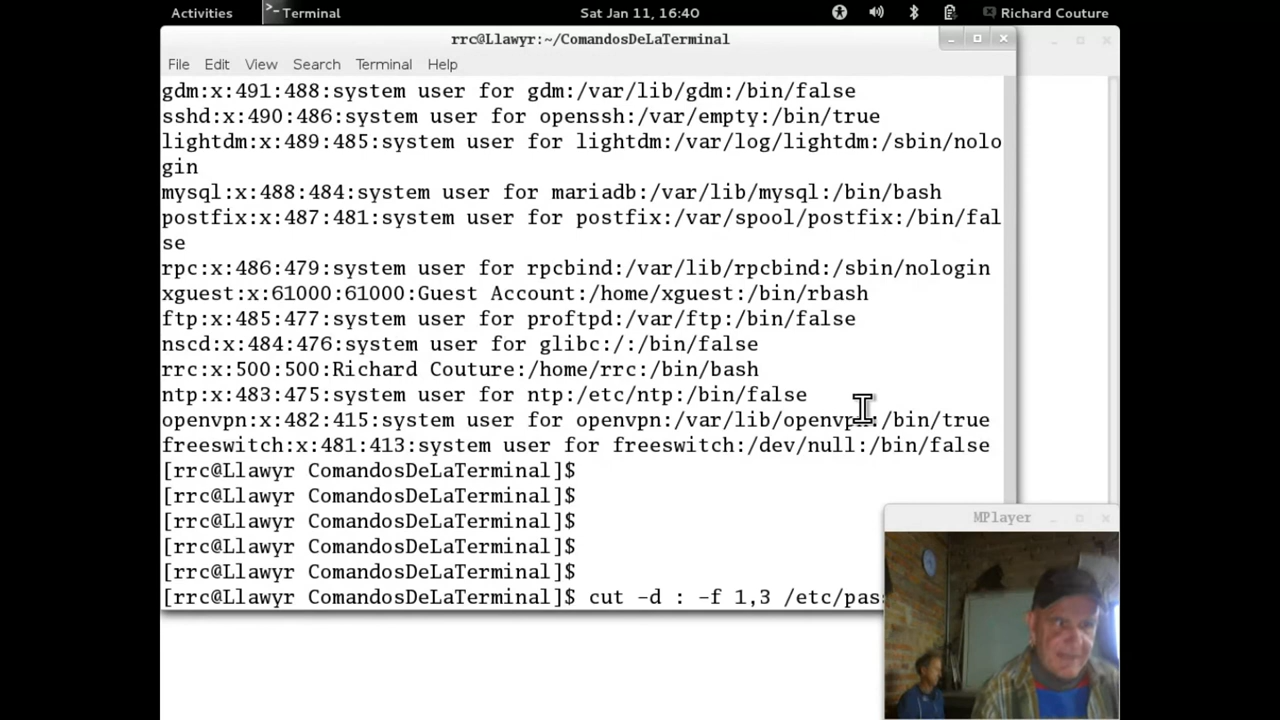 Activities
>- Terminal
Sat Jan 11, 16:40
Richard Couture
rrc@Llawyr:~/ComandosDeLaTerminal
File Edit View Search Terminal Help
gdm:x:491:488:system user for gdm:/var/lib/gdm:/bin/false
sshd:x:490:486:system user for openssh:/var/empty:/bin/true
lightdm:x:489:485:system user for lightdm:/var/log/lightdm:/sbin/nolo
gin
mysql:x:488:484:system user for mariadb:/var/lib/mysql:/bin/bash
postfix:x:487:481:system user for postfix:/var/spool/postfix:/bin/fal
se
rpc:x:486:479:system user for rpcbind:/var/lib/rpcbind:/sbin/nologin
xguest:x:61000:61000:Guest Account:/home/xguest:/bin/rbash
ftp:x:485:477:system user for proftpd:/var/ftp:/bin/false
nscd:x:484:476:system user for glibc:/:/bin/false
rrc:x:500:500:Richard Couture:/home/rrc:/bin/bash
ntp:x:483:475:system user for ntp:/etc/ntp:/bin/false
openvpn:x:482:415:system user for openvpn:/var/lib/openvpn:/bin/true
freeswitch:x:481:413:system user for freeswitch:/dev/null:/bin/false
[rrc@Llawyr ComandosDeLaTerminal]$
[rrc@Llawyr ComandosDeLaTerminal]$
[rrc@Llawyr ComandosDeLaTerminal]$
[rrc@Llawyr ComandosDeLaTerminal]$
[rrc@Llawyr ComandosDeLaTerminal]$
[rrc@Llawyr ComandosDeLaTerminal]$ cut -d : -f 1,3 /etc/pas
MPlayer